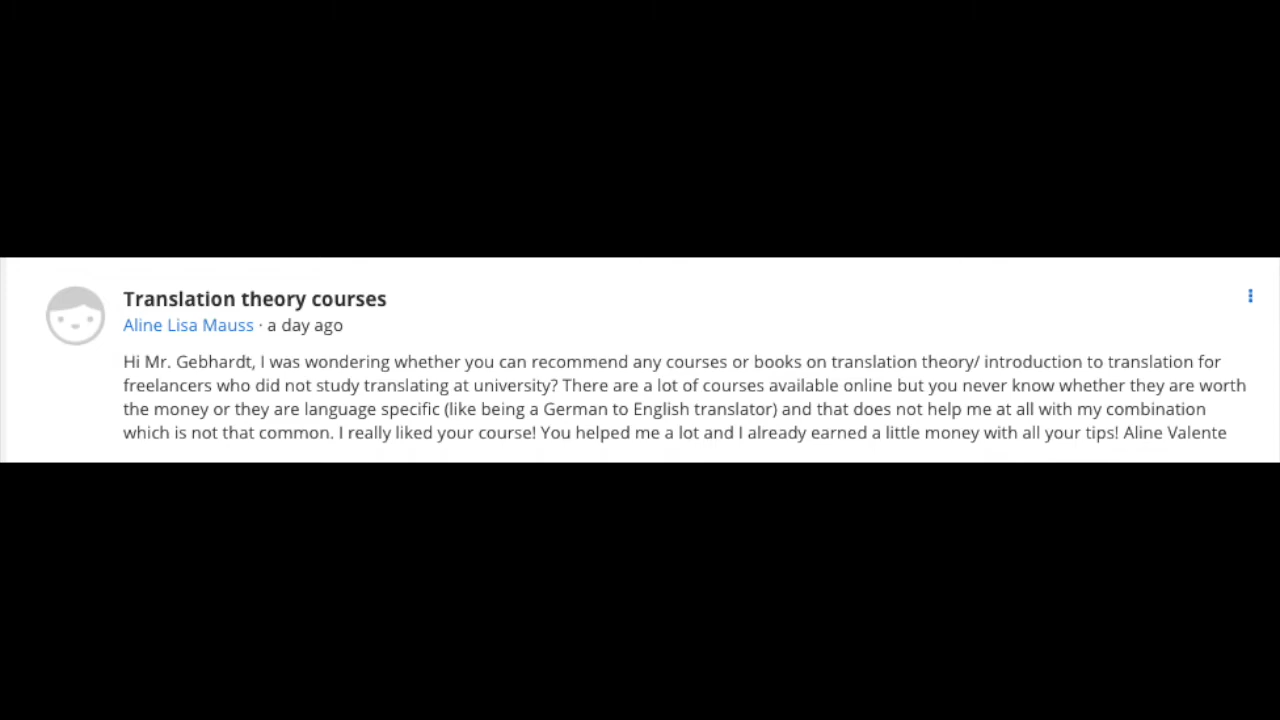 Translation theory courses
Aline Lisa Mauss · a day ago
Hi Mr. Gebhardt, I was wondering whether you can recommend any courses or books on translation theory/ introduction to translation for
freelancers who did not study translating at university? There are a lot of courses available online but you never know whether they are worth
the money or they are language specific (like being a German to English translator) and that does not help me at all with my combination
which is not that common. I really liked your course! You helped me a lot and I already earned a little money with all your tips! Aline Valente